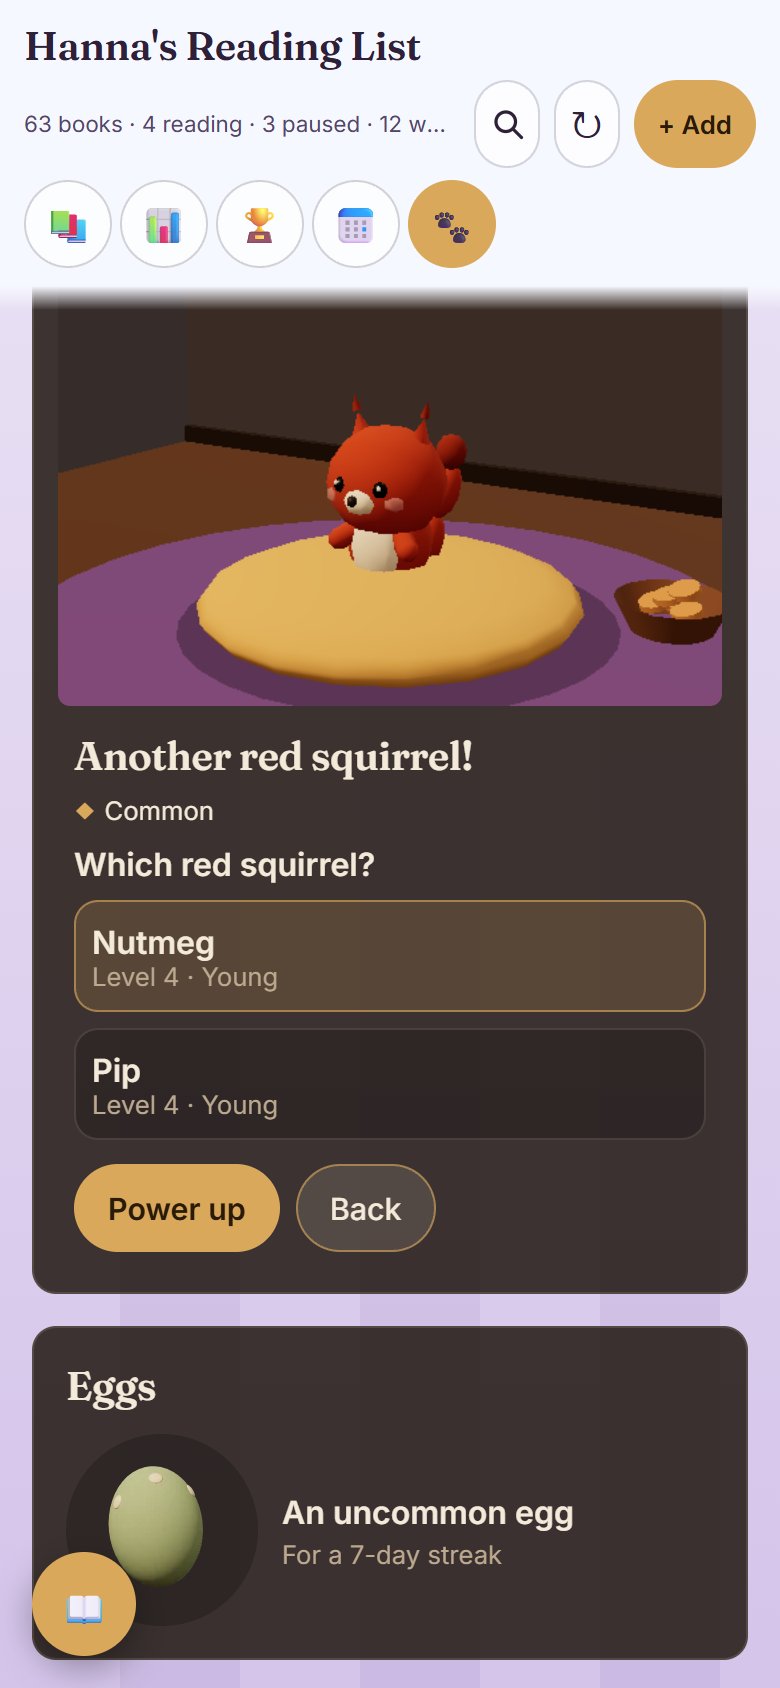 Hanna's Reading List
63 books · 4 reading · 3 paused · 12 w...
+ Add
Another red squirrel!
Common
Which red squirrel?
Nutmeg
Level 4 · Young
Pip
Level 4 · Young
Power up
Back
Eggs
An uncommon egg
For a 7-day streak